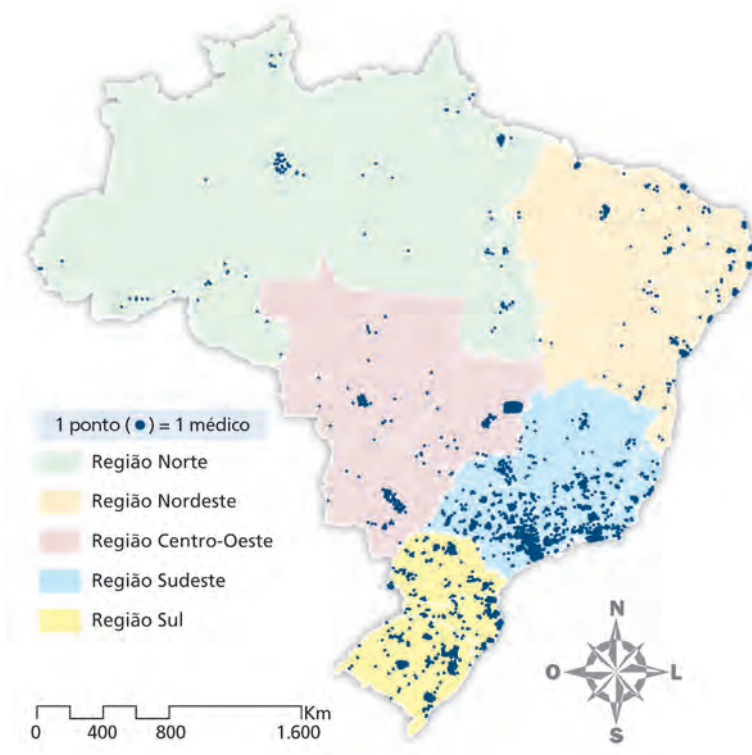 1 ponto (●) = 1 médico
Região Norte
Região Nordeste
Região Centro-Oeste
Região Sudeste
Região Sul
N
O
L
S
Km
0 400 800 1.600